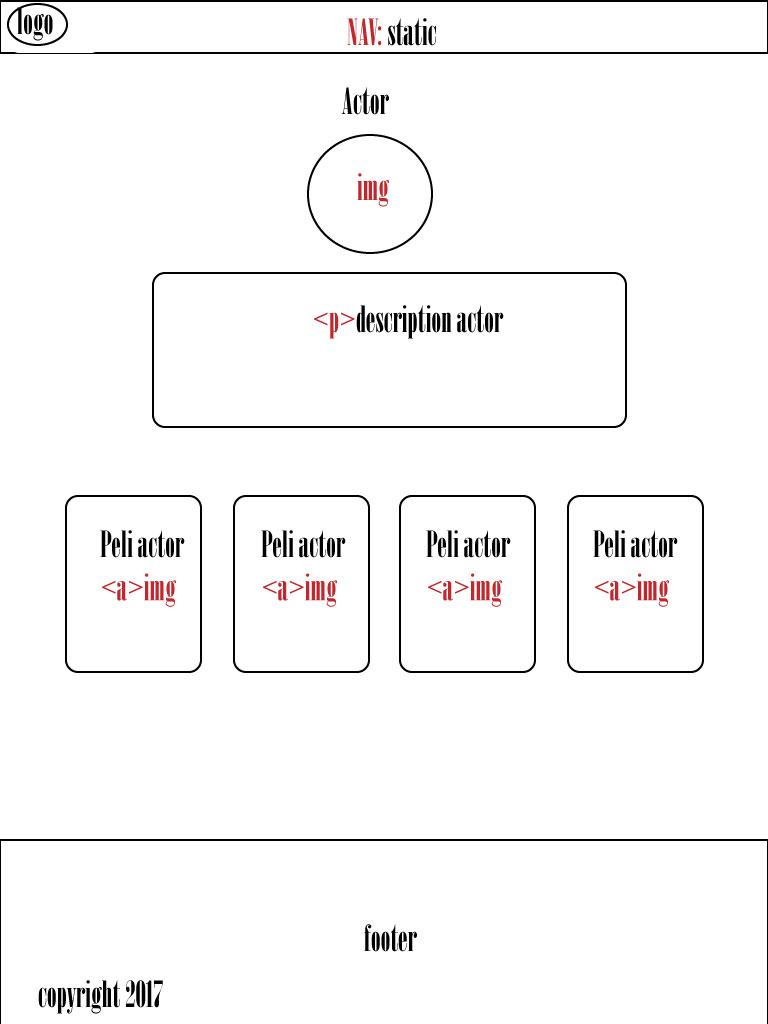 logo
NAV: static
Actor
img
<p>description actor
Peli actor
<a>img
Peli actor
<a>img
Peli actor
<a>img
Peli actor
<a>img
footer
copyright 2017